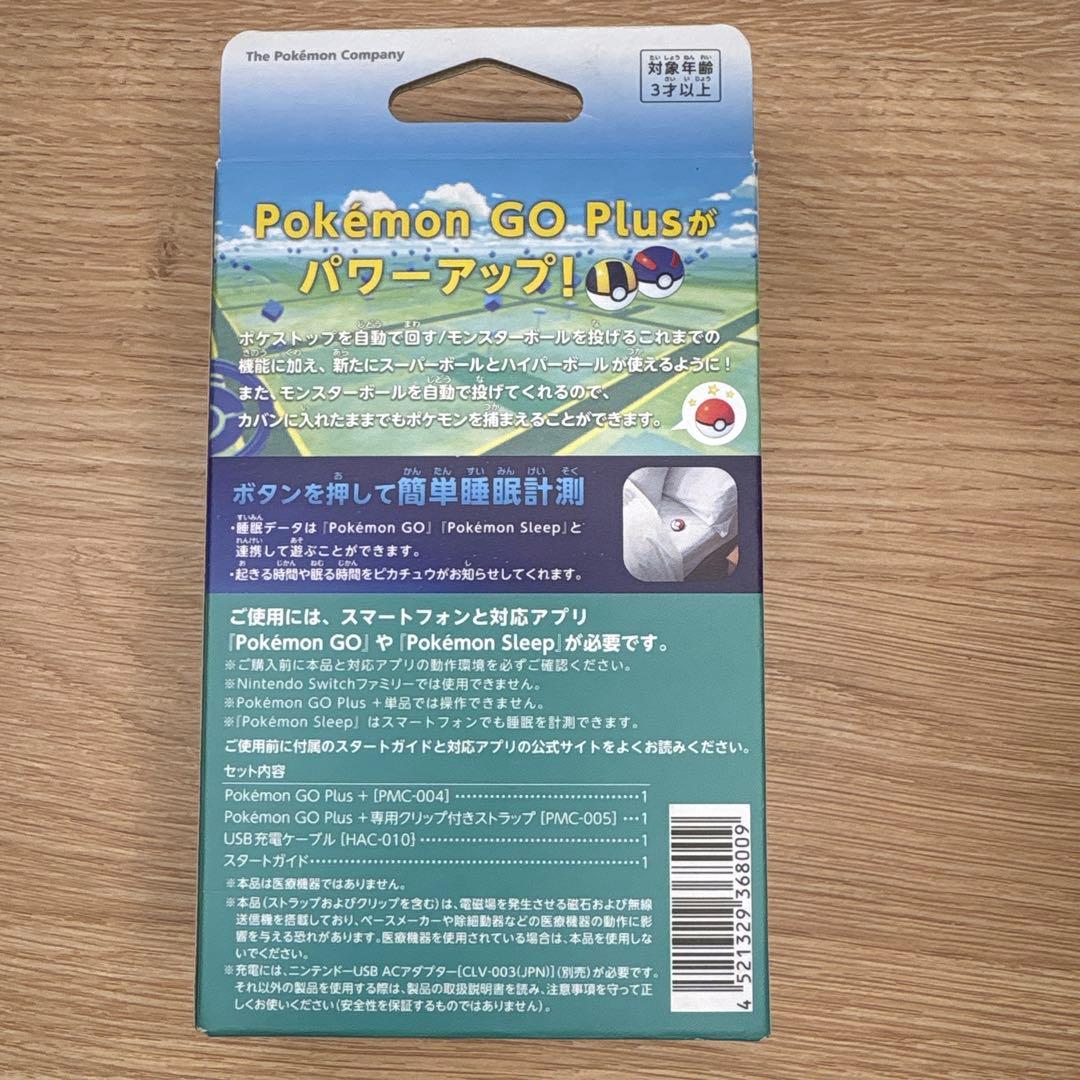 The Pokémon Company
対象年齢
3才以上
Pokémon GO Plusが
パワーアップ!
ポケストップを自動で回す/モンスターボールを投げるこれまでの
機能に加え、新たにスーパーボールとハイパーボールが使えるように!
また、モンスターボールを自動で投げてくれるので、
カバンに入れたままでもポケモンを捕まえることができます。
ボタンを押して簡単睡眠計測
・睡眠データは『Pokémon GO』『Pokémon Sleep』と
連携して遊ぶことができます。
・起きる時間や眠る時間をピカチュウがお知らせしてくれます。
ご使用には、スマートフォンと対応アプリ
『Pokémon GO』や『Pokémon Sleep』が必要です。
※ご購入前に本品と対応アプリの動作環境を必ずご確認ください。
※Nintendo Switchファミリーでは使用できません。
※Pokémon GO Plus +単品では操作できません。
※『Pokémon Sleep』はスマートフォンでも睡眠を計測できます。
ご使用前に付属のスタートガイドと対応アプリの公式サイトをよくお読みください。
セット内容
Pokémon GO Plus + [PMC-004] ……………………………1
Pokémon GO Plus +専用クリップ付きストラップ [PMC-005] …1
USB充電ケーブル [HAC-010] ……………………………………1
スタートガイド……………………………………………………1
※本品は医療機器ではありません。
※本品(ストラップおよびクリップを含む)は、電磁場を発生させる磁石および無線
送信機を搭載しており、ペースメーカーや除細動器などの医療機器の動作に影
響を与える恐れがあります。医療機器を使用されている場合は、本品を使用しな
いでください。
※充電には、ニンテンドーUSB ACアダプター[CLV-003(JPN)](別売)が必要です。
それ以外の製品を使用する際は、製品の取扱説明書を読み、注意事項を守って正
しくお使いください(安全性を保証するものではありません)。
4 521329 368009